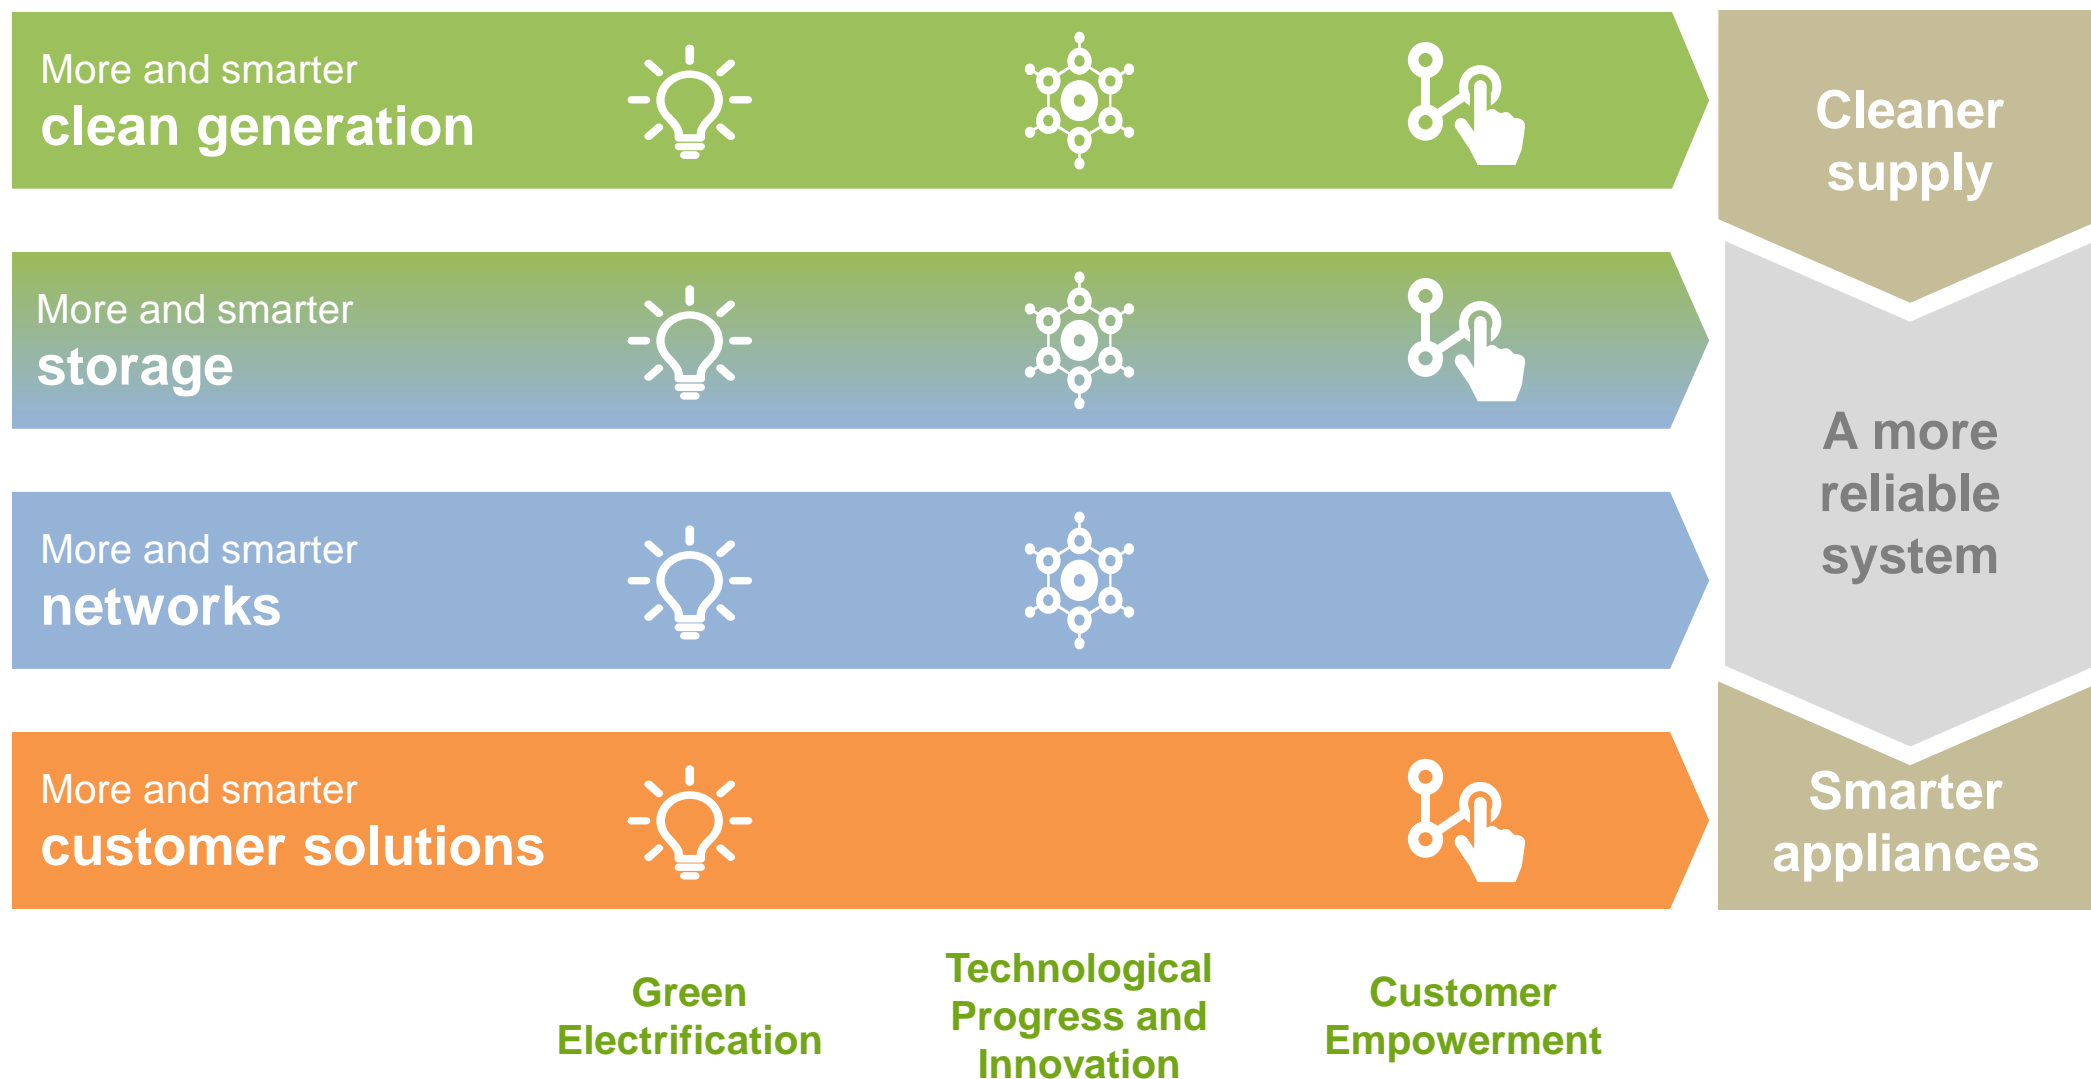 More and smarter
clean generation
Cleaner
supply
More and smarter
storage
A more
reliable
system
More and smarter
networks
More and smarter
customer solutions
Smarter
appliances
Green
Electrification
Technological
Progress and
Innovation
Customer
Empowerment